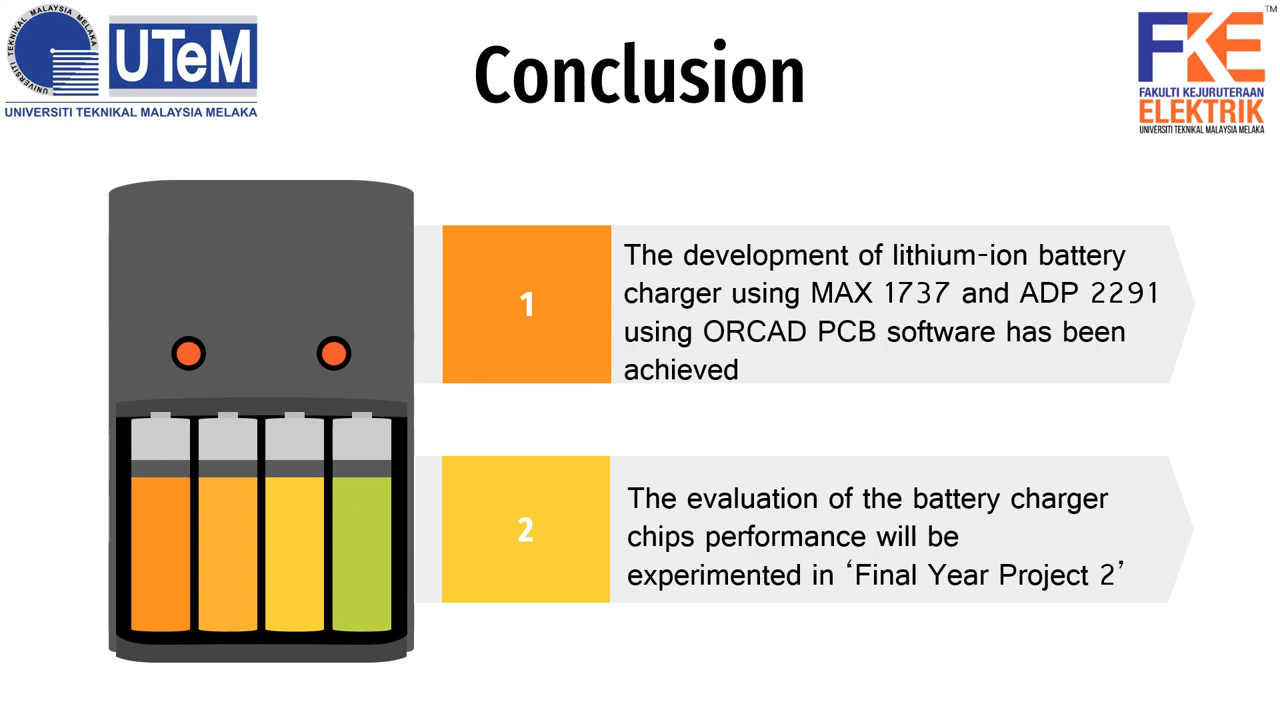 UNIVERSITI TEKNIKAL MALAYSIA MELAKA
UTeM
UNIVERSITI TEKNIKAL MALAYSIA MELAKA
Conclusion
FKE
TM
FAKULTI KEJURUTERAAN
ELEKTRIK
UNIVERSITI TEKNIKAL MALAYSIA MELAKA
1
The development of lithium-ion battery
charger using MAX 1737 and ADP 2291
using ORCAD PCB software has been
achieved
2
The evaluation of the battery charger
chips performance will be
experimented in ‘Final Year Project 2’